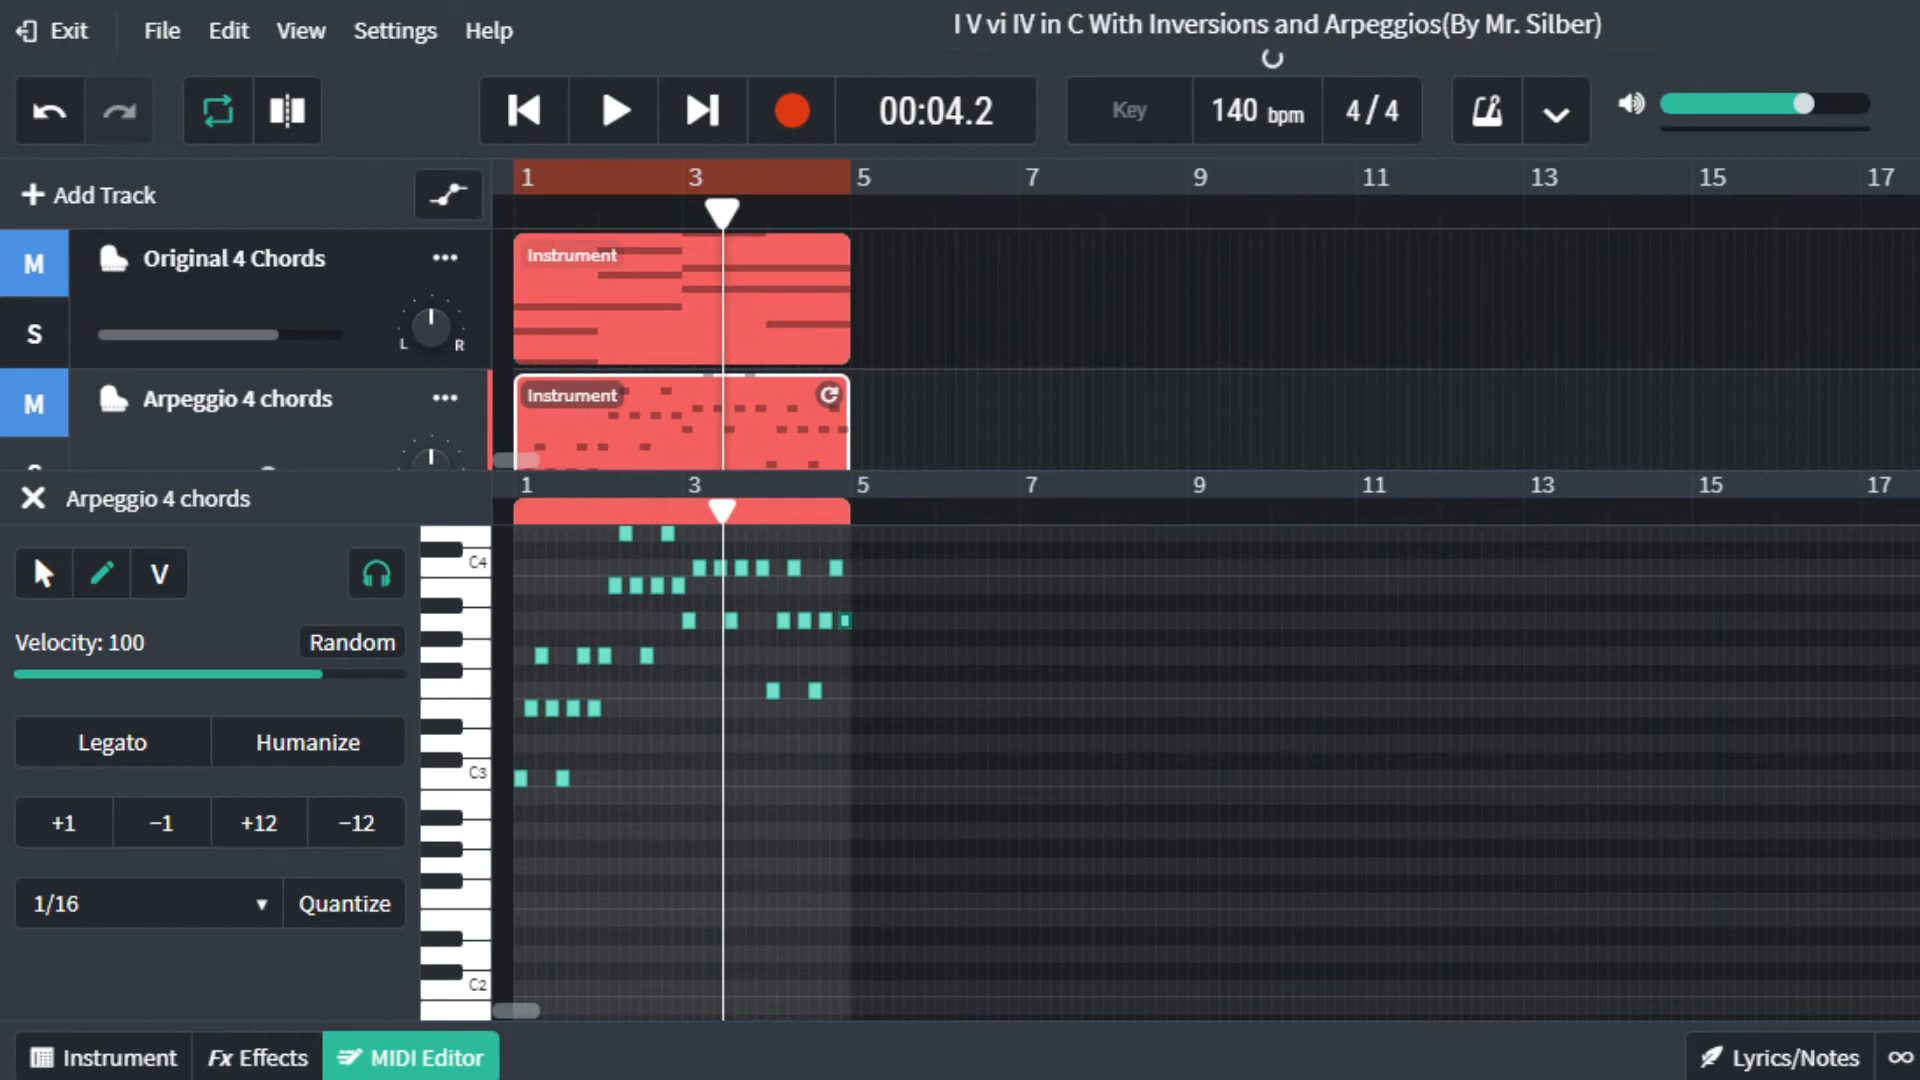 Exit File Edit View Settings Help
I V vi IV in C With Inversions and Arpeggios(By Mr. Silber)
00:04.2 Key 140 bpm 4/4
+ Add Track
1 3 5 7 9 11 13 15 17
M Original 4 Chords
Instrument
S
L R
M Arpeggio 4 chords
Instrument
X Arpeggio 4 chords
1 3 5 7 9 11 13 15 17
V
C4
Velocity: 100 Random
Legato Humanize
C3
+1 -1 +12 -12
1/16 Quantize
C2
Instrument Fx Effects MIDI Editor Lyrics/Notes